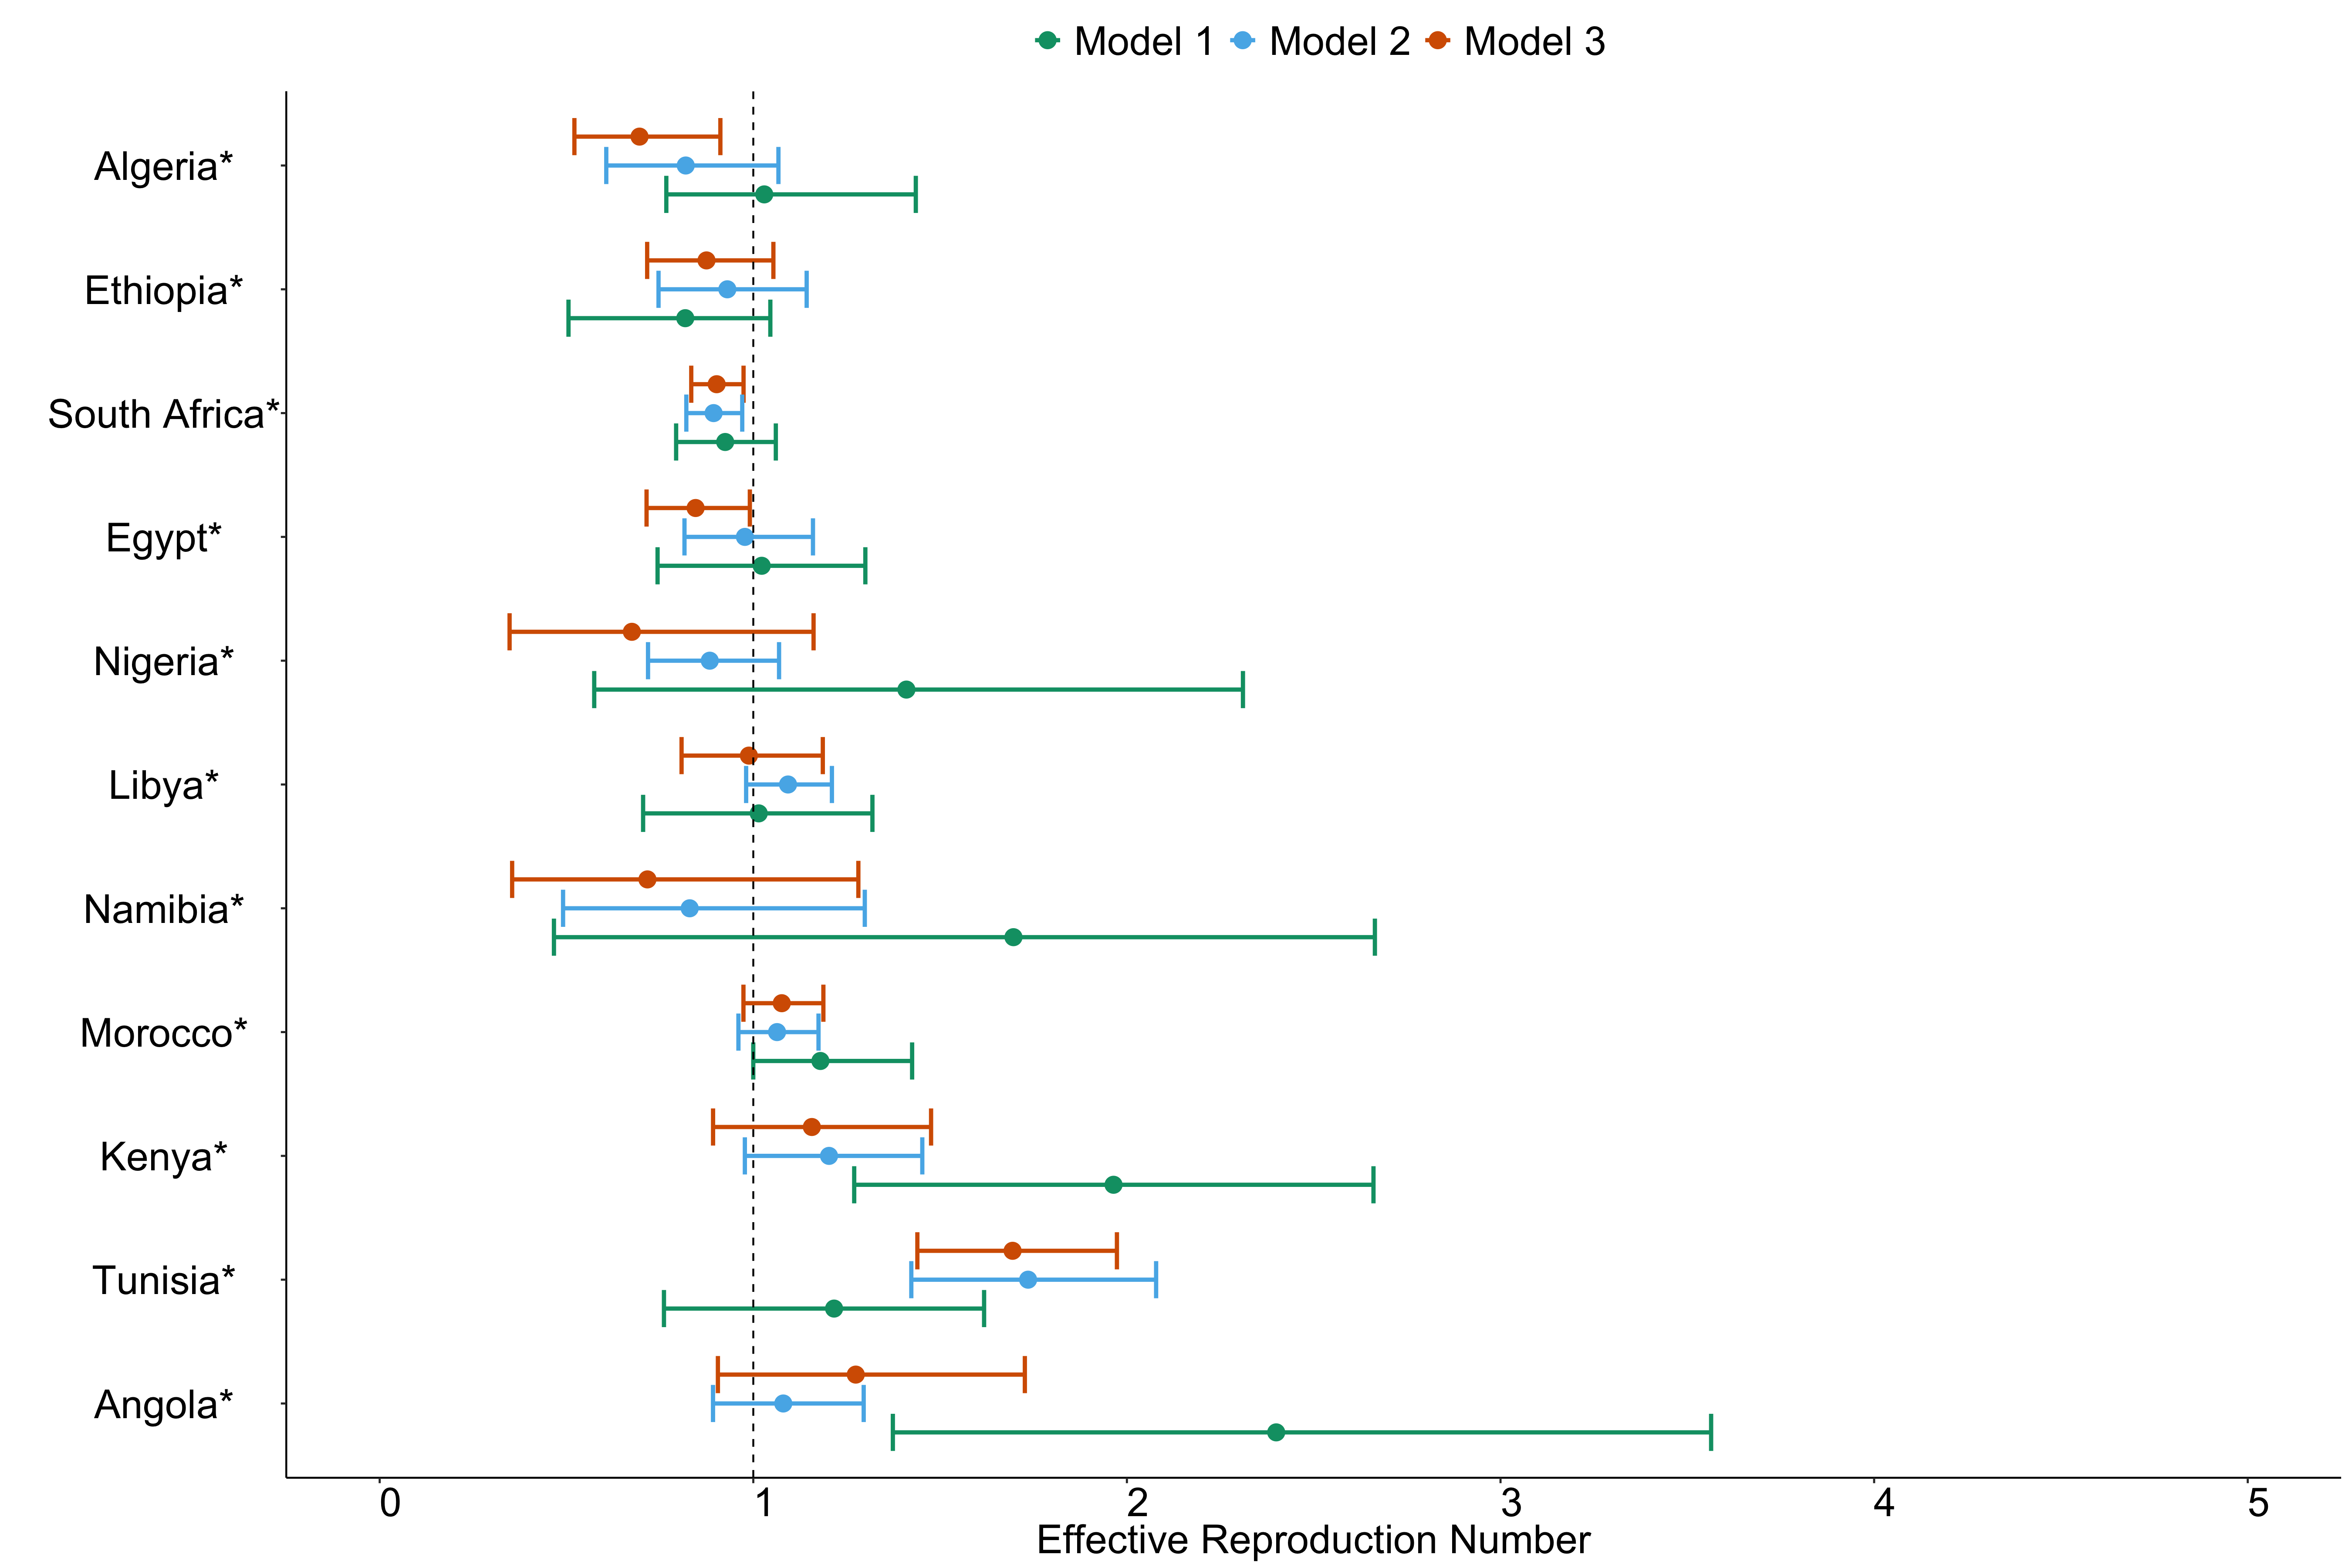 Model 1 Model 2 Model 3
Algeria*
Ethiopia*
South Africa*
Egypt*
Nigeria*
Libya*
Namibia*
Morocco*
Kenya*
Tunisia*
Angola*
0 1 2 3 4 5
Effective Reproduction Number